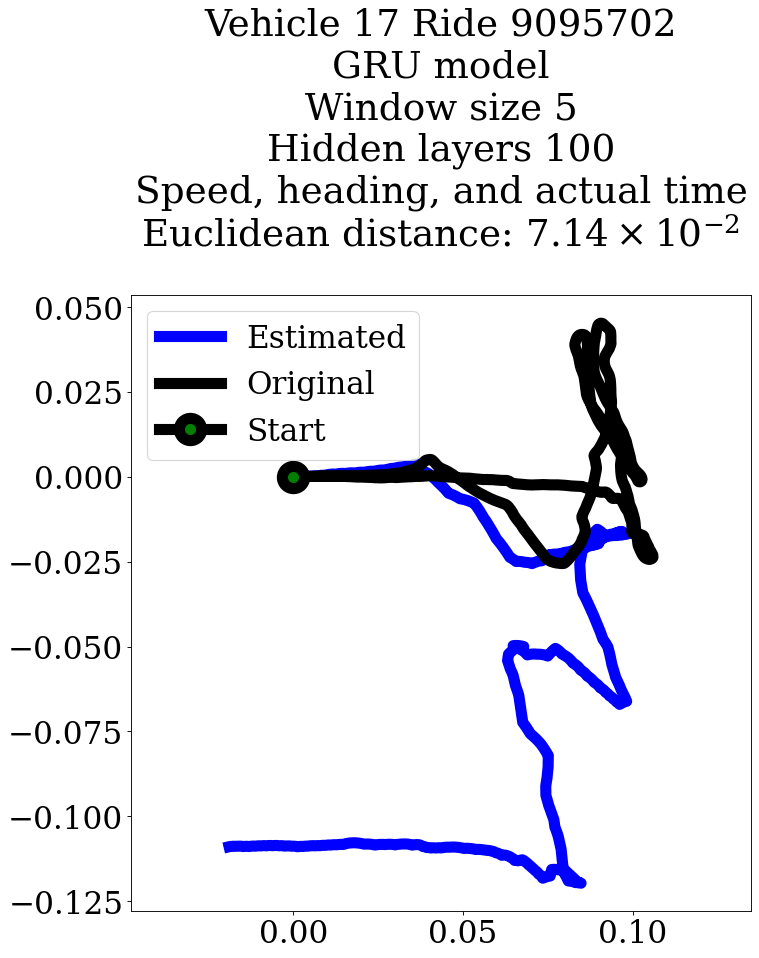 Vehicle 17 Ride 9095702
GRU model
Window size 5
Hidden layers 100
Speed, heading, and actual time
Euclidean distance: 7.14 × 10⁻²
0.050
0.025
0.000
−0.025
−0.050
−0.075
−0.100
−0.125
Estimated
Original
Start
0.00 0.05 0.10